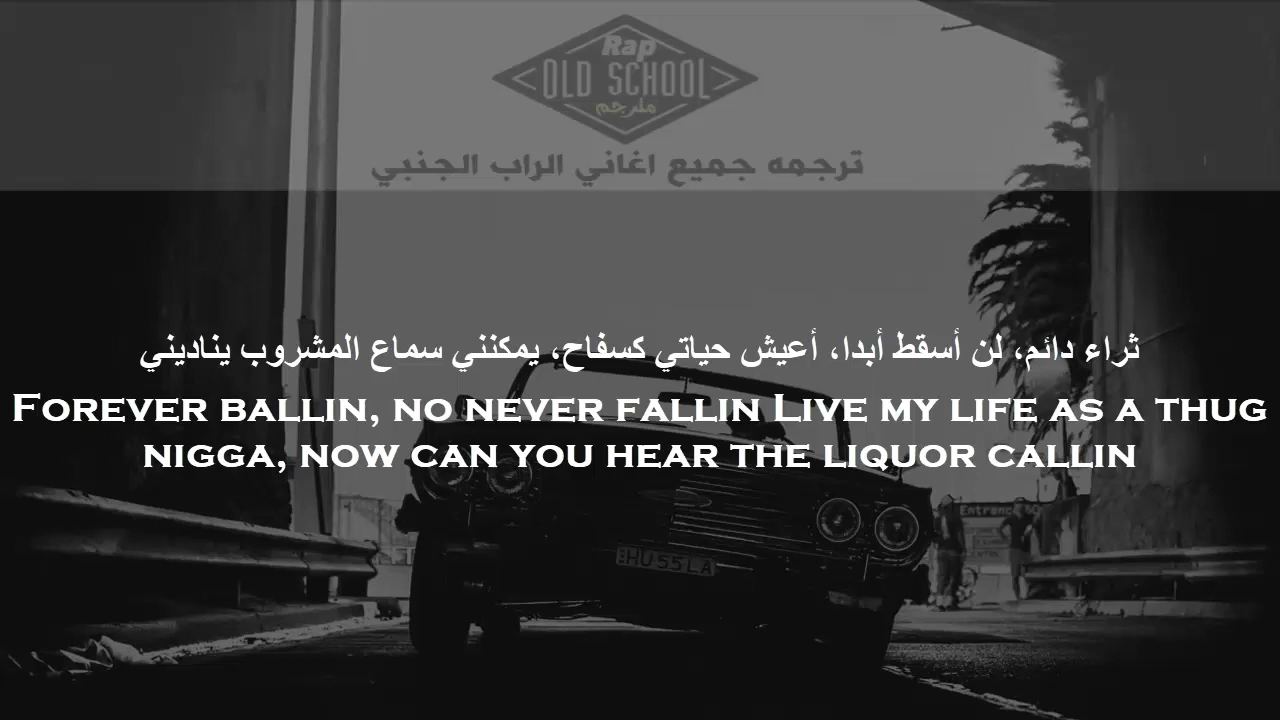 Rap
OLD SCHOOL
مترجم
ترجمه جميع اغاني الراب الجنبي
ثراء دائم، لن أسقط أبدا، أعيش حياتي كسفاح، يمكنني سماع المشروب يناديني
FOREVER BALLIN, NO NEVER FALLIN LIVE MY LIFE AS A THUG
NIGGA, NOW CAN YOU HEAR THE LIQUOR CALLIN
Entrance
HU55LA